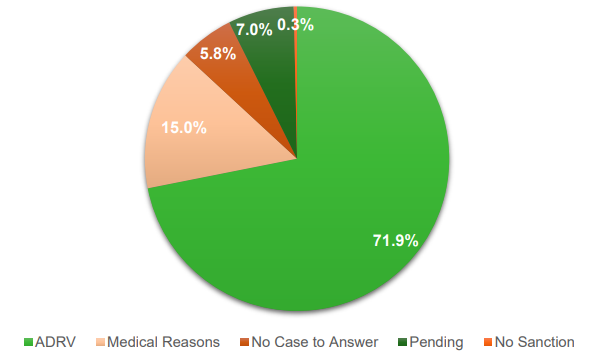 7.0% 0.3%
5.8%
15.0%
71.9%
ADRV Medical Reasons No Case to Answer Pending No Sanction